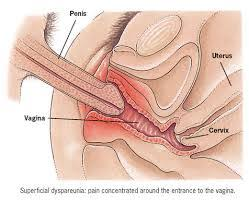 Penis
Uterus
Vagina
Cervix
Superficial dyspareunia: pain concentrated around the entrance to the vagina.